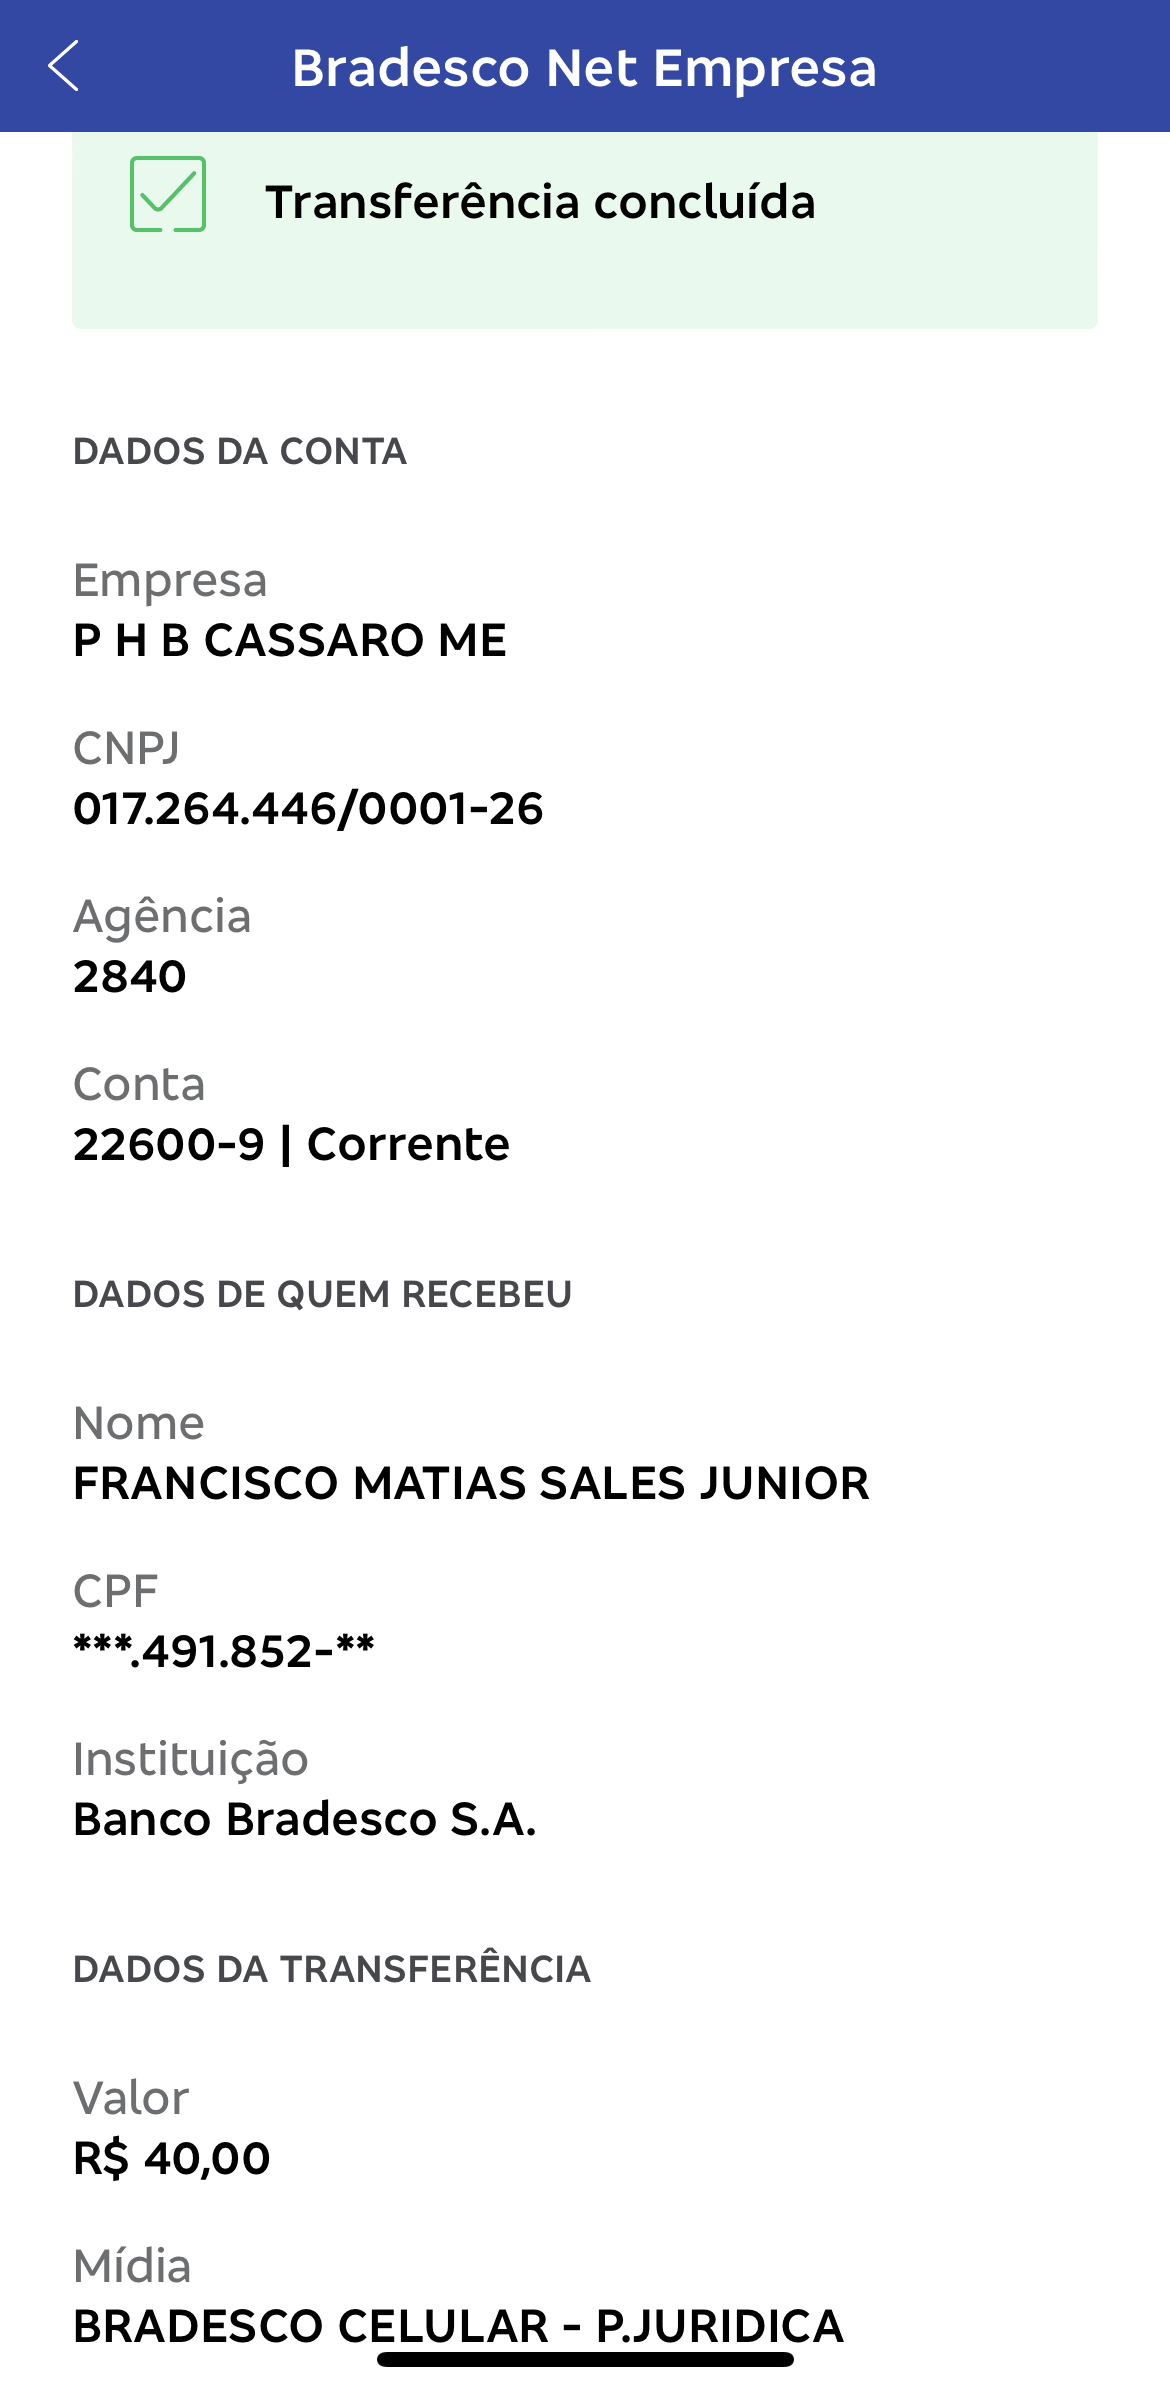 Bradesco Net Empresa
Transferência concluída
DADOS DA CONTA
Empresa
P H B CASSARO ME
CNPJ
017.264.446/0001-26
Agência
2840
Conta
22600-9 | Corrente
DADOS DE QUEM RECEBEU
Nome
FRANCISCO MATIAS SALES JUNIOR
CPF
***.491.852-**
Instituição
Banco Bradesco S.A.
DADOS DA TRANSFERÊNCIA
Valor
R$ 40,00
Mídia
BRADESCO CELULAR - P.JURIDICA